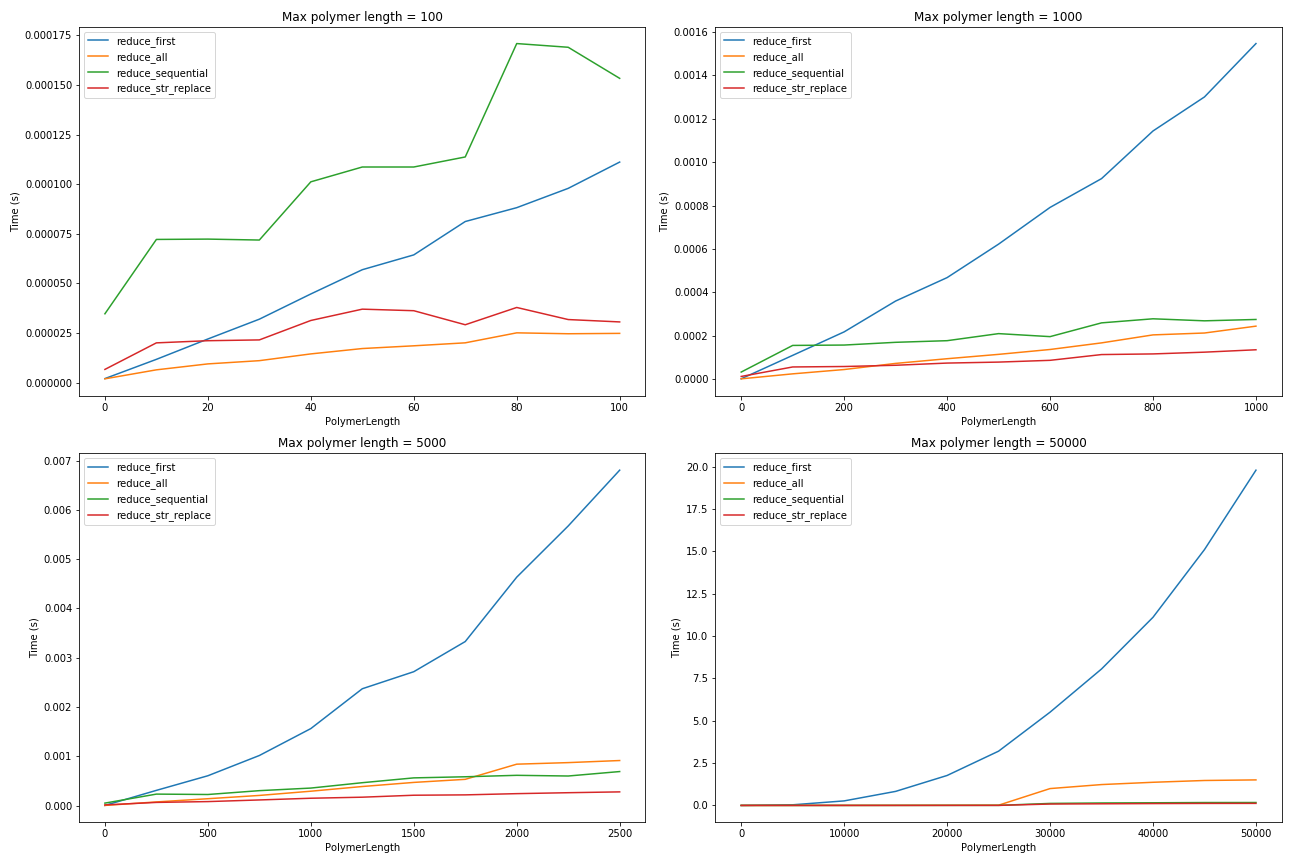 Max polymer length = 100
reduce_first
reduce_all
reduce_sequential
reduce_str_replace
0.000175
0.000150
0.000125
0.000100
0.000075
0.000050
0.000025
0.000000
Time (s)
0 20 40 60 80 100
PolymerLength
Max polymer length = 1000
reduce_first
reduce_all
reduce_sequential
reduce_str_replace
0.0016
0.0014
0.0012
0.0010
0.0008
0.0006
0.0004
0.0002
0.0000
Time (s)
0 200 400 600 800 1000
PolymerLength
Max polymer length = 5000
reduce_first
reduce_all
reduce_sequential
reduce_str_replace
0.007
0.006
0.005
0.004
0.003
0.002
0.001
0.000
Time (s)
0 500 1000 1500 2000 2500
PolymerLength
Max polymer length = 50000
reduce_first
reduce_all
reduce_sequential
reduce_str_replace
20.0
17.5
15.0
12.5
10.0
7.5
5.0
2.5
0.0
Time (s)
0 10000 20000 30000 40000 50000
PolymerLength